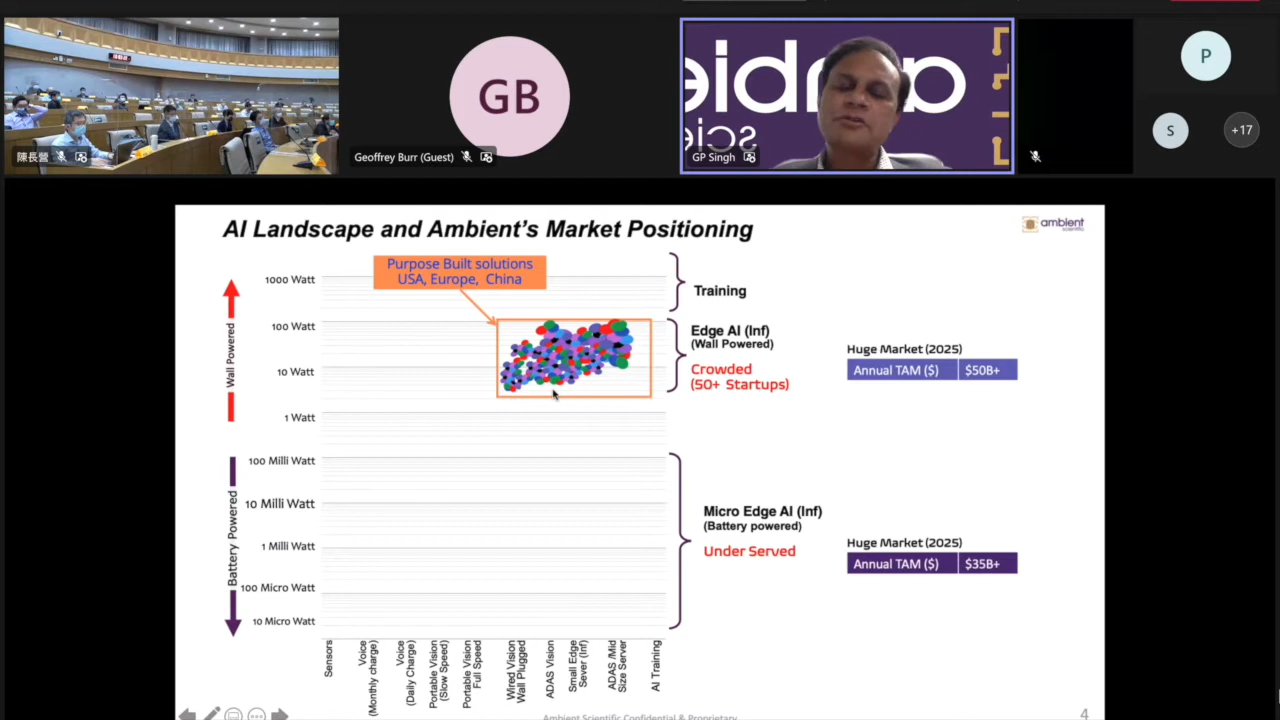 陳長營
GB
Geoffrey Burr (Guest)
GP Singh
P
S
+17
AI Landscape and Ambient's Market Positioning
ambient
scientific
Purpose Built solutions
USA, Europe, China
1000 Watt
100 Watt
10 Watt
1 Watt
100 Milli Watt
10 Milli Watt
1 Milli Watt
100 Micro Watt
10 Micro Watt
Wall Powered
Battery Powered
Training
Edge AI (Inf)
(Wall Powered)
Crowded
(50+ Startups)
Huge Market (2025)
Annual TAM ($) $50B+
Micro Edge AI (Inf)
(Battery powered)
Under Served
Huge Market (2025)
Annual TAM ($) $35B+
Sensors
Voice
(Monthly charge)
Voice
(Daily Charge)
Portable Vision
(Slow Speed)
Portable Vision
Full Speed
Wired Vision
Wall Plugged
ADAS Vision
Small Edge
Sever (Inf)
ADAS /Mid
Size Server
AI Training
Ambient Scientific Confidential & Proprietary
4